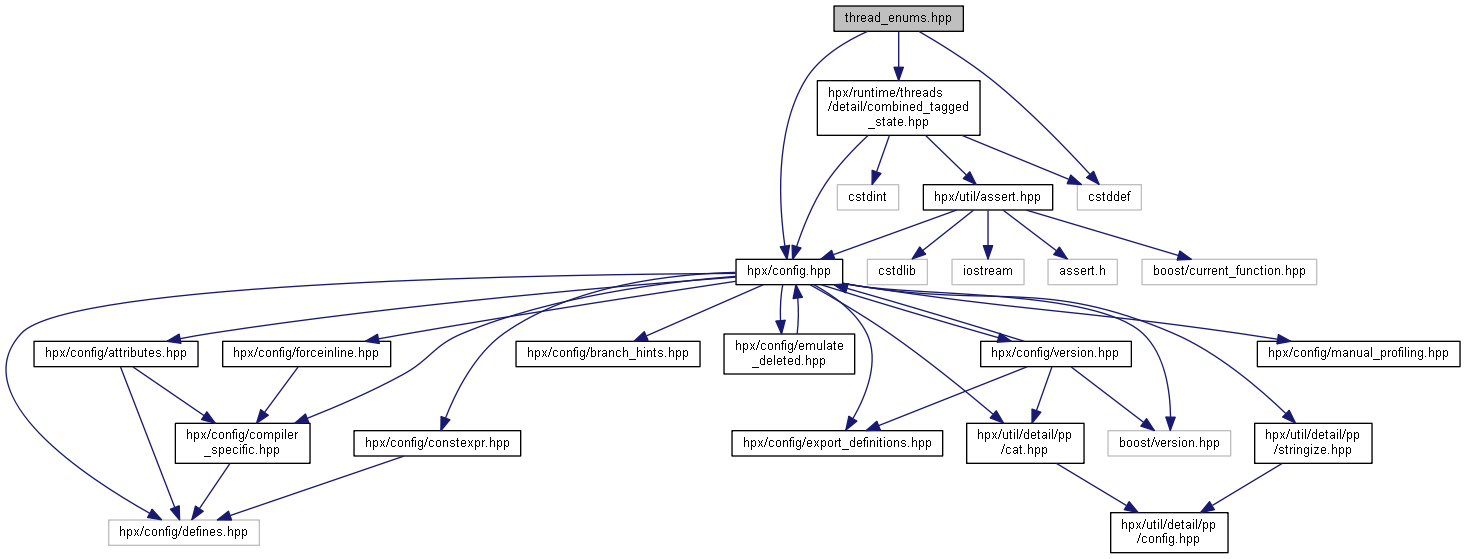 thread_enums.hpp
hpx/runtime/threads
/detail/combined_tagged
_state.hpp
cstdint
hpx/util/assert.hpp
cstddef
hpx/config.hpp
cstdlib
iostream
assert.h
boost/current_function.hpp
hpx/config/attributes.hpp
hpx/config/forceinline.hpp
hpx/config/branch_hints.hpp
hpx/config/emulate
_deleted.hpp
hpx/config/version.hpp
hpx/config/manual_profiling.hpp
hpx/config/compiler
_specific.hpp
hpx/config/constexpr.hpp
hpx/config/export_definitions.hpp
hpx/util/detail/pp
/cat.hpp
boost/version.hpp
hpx/util/detail/pp
/stringize.hpp
hpx/config/defines.hpp
hpx/util/detail/pp
/config.hpp